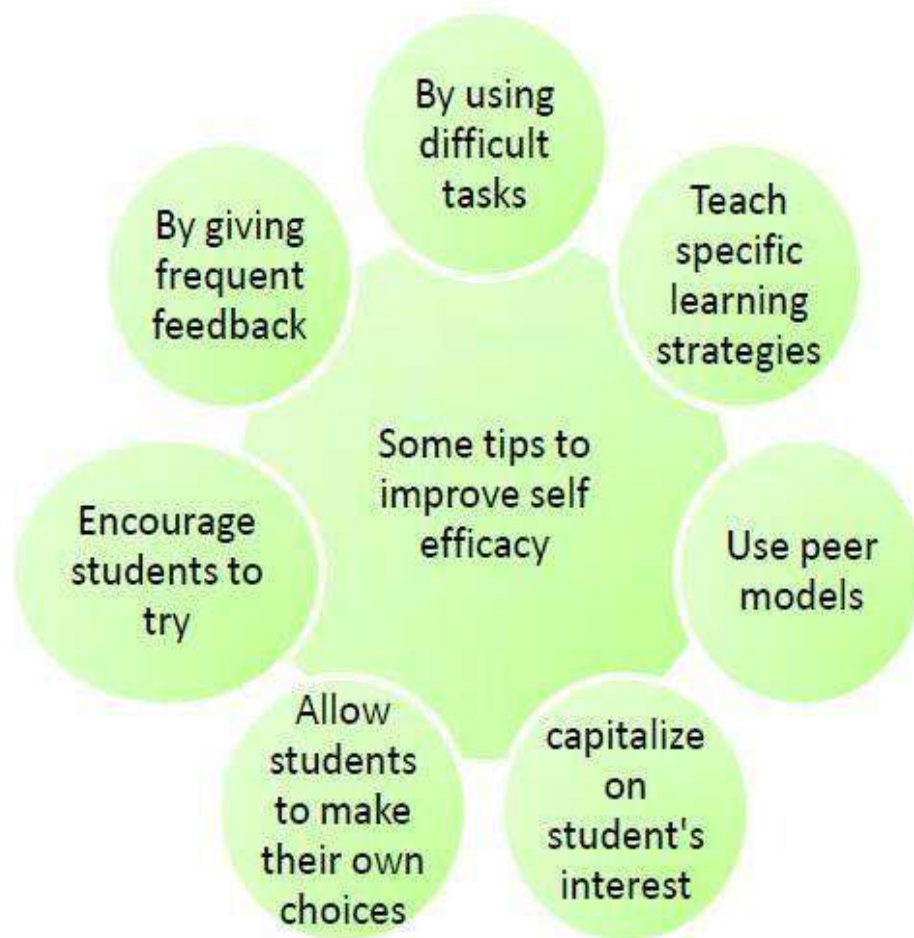 By using
difficult
tasks
Teach
specific
learning
strategies
Use peer
models
capitalize
on
student's
interest
Allow
students
to make
their own
choices
Encourage
students to
try
By giving
frequent
feedback
Some tips to
improve self
efficacy